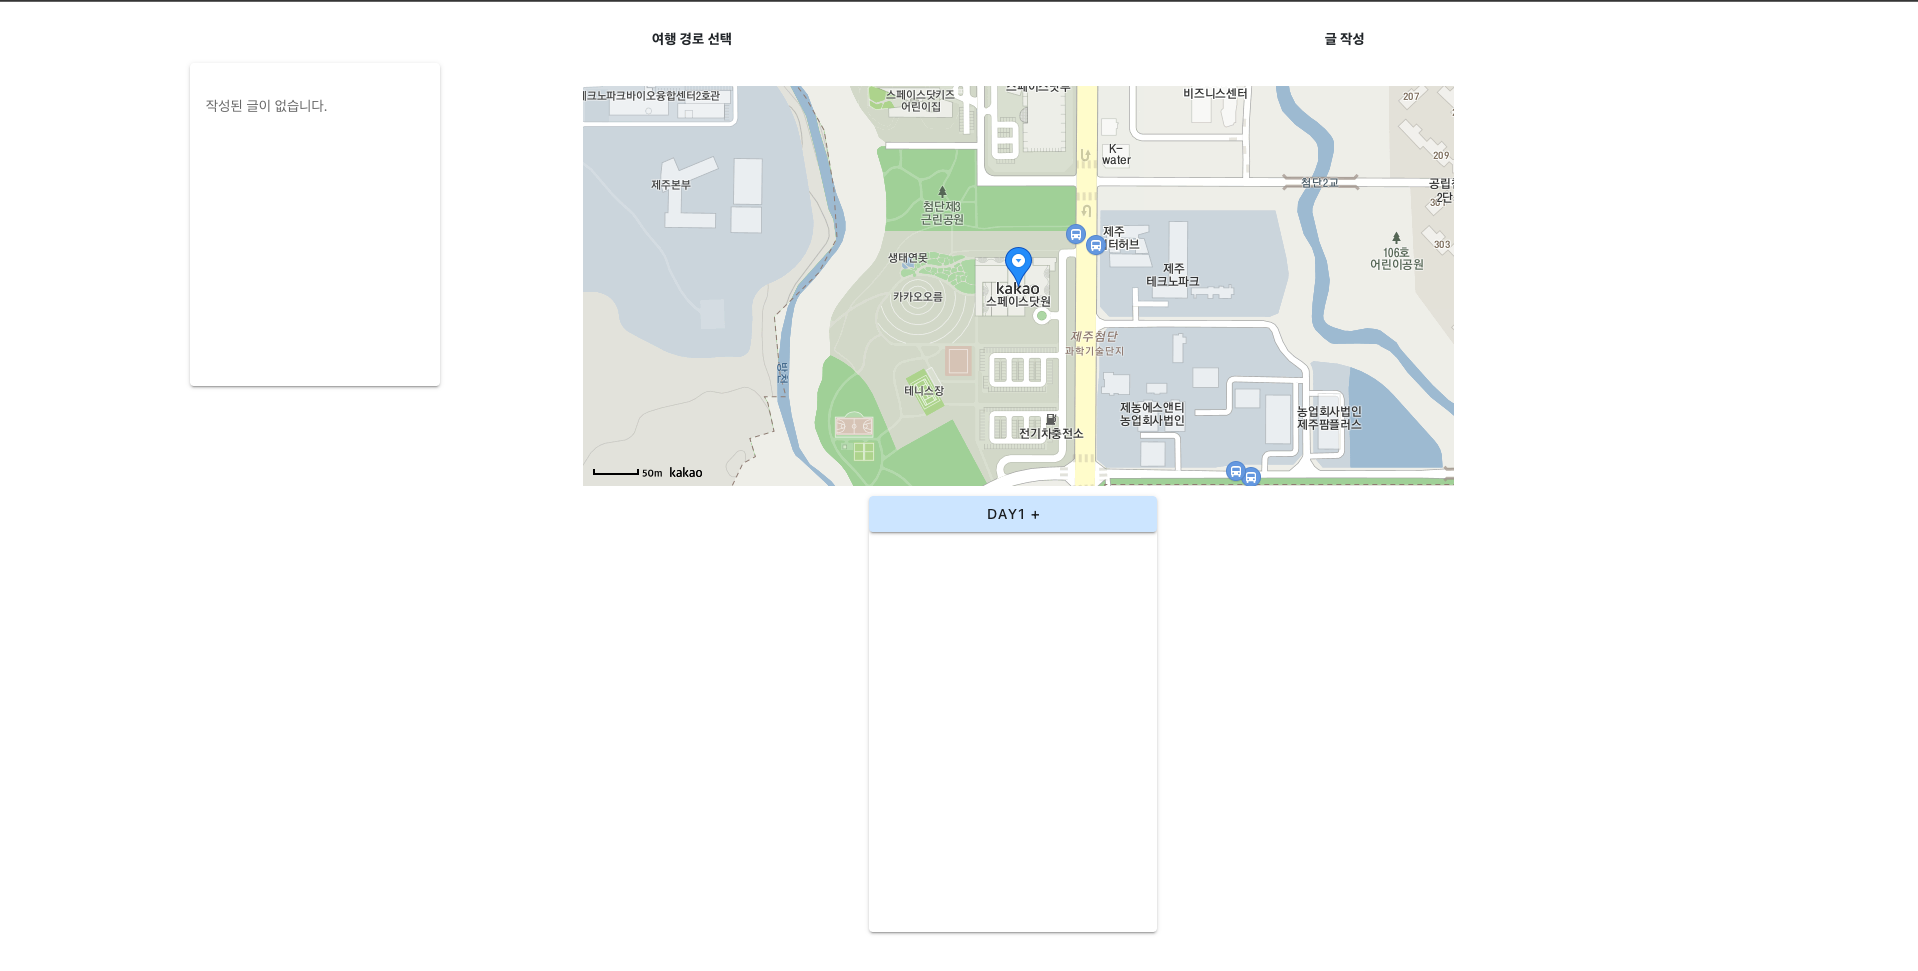 여행 경로 선택
글 작성
작성된 글이 없습니다.
테크노파크바이오융합센터2호관
스페이스닷키즈
어린이집
스페이스닷투
비즈니스센터
207
K-
water
209
제주본부
첨단2교
공립
2단
첨단제3
근린공원
제주
터허브
303
106호
어린이공원
생태연못
제주
테크노파크
카카오오름
kakao
스페이스닷원
제주첨단
과학기술단지
방천
테니스장
제농에스앤티
농업회사법인
농업회사법인
제주팜플러스
전기차충전소
50m kakao
DAY1 +